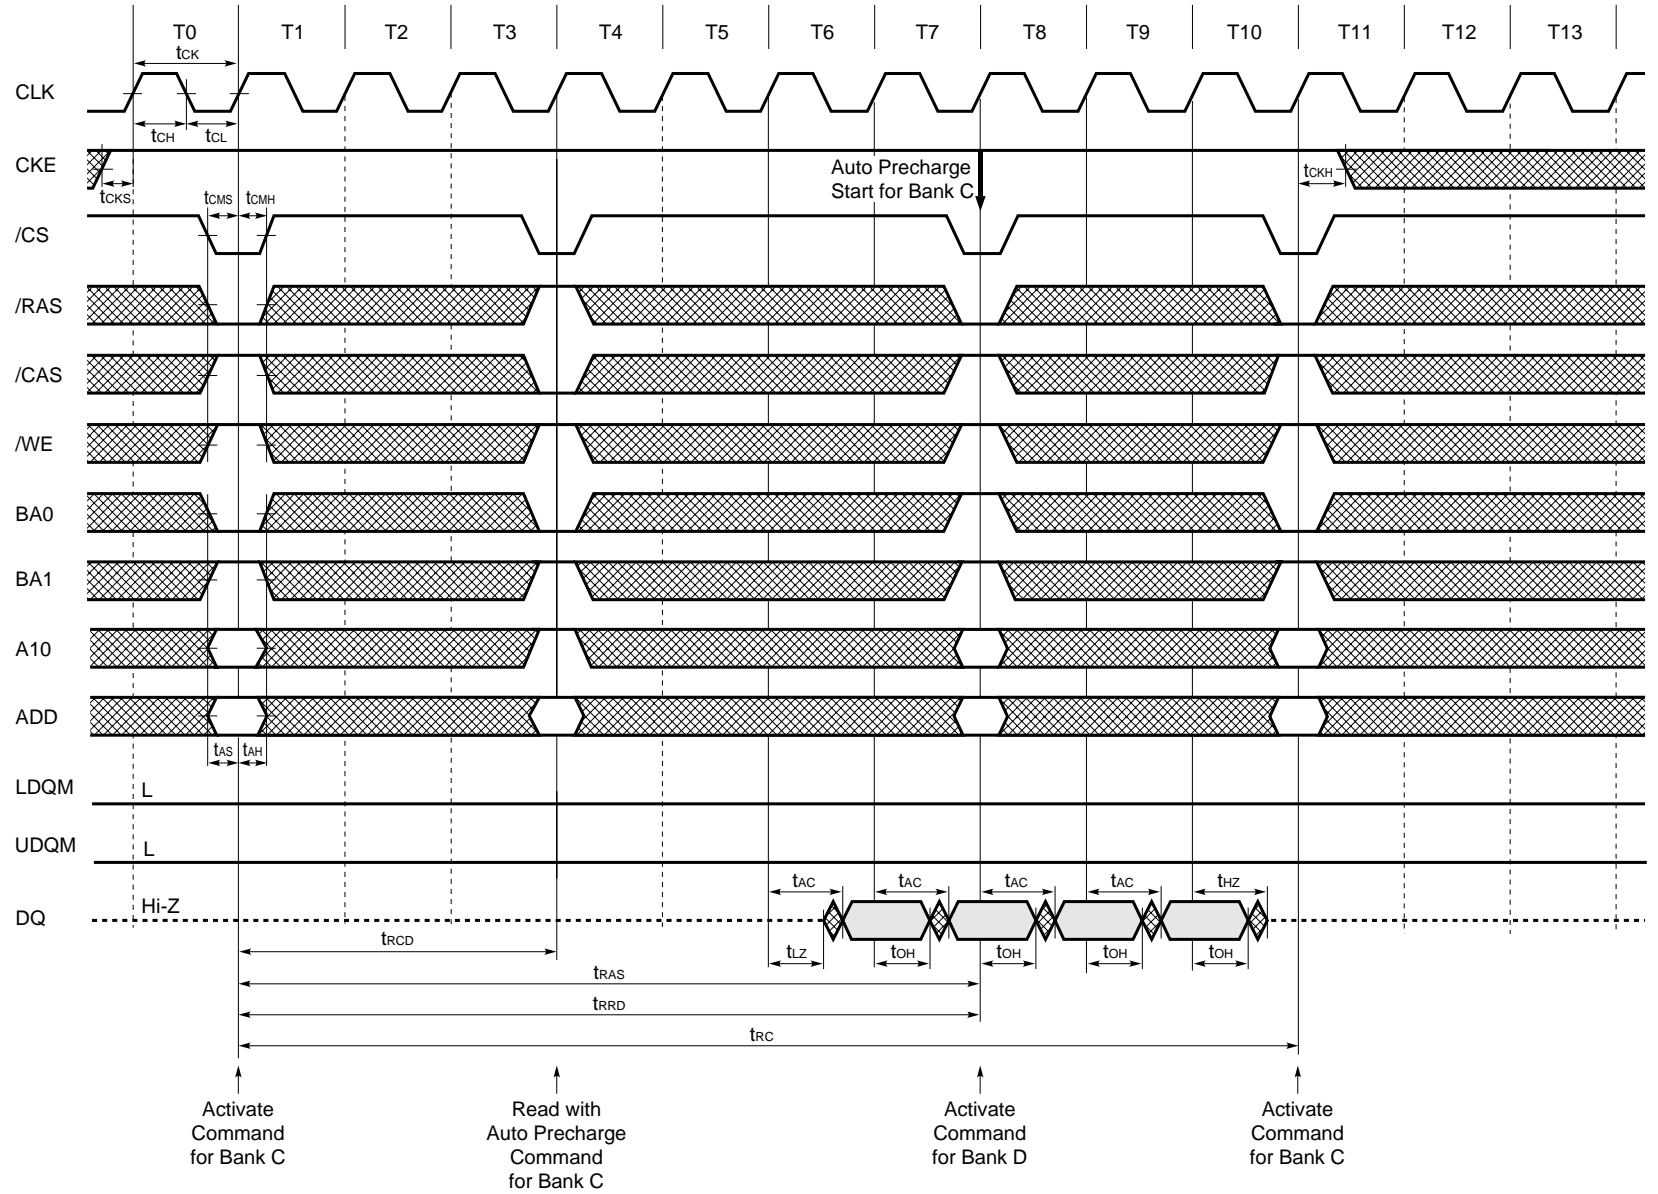 T0 T1 T2 T3 T4 T5 T6 T7 T8 T9 T10 T11 T12 T13
tCK
CLK
tCH tCL
CKE
Auto Precharge
Start for Bank C
tCKH
tCKS tCMS tCMH
/CS
/RAS
/CAS
/WE
BA0
BA1
A10
ADD
tAS tAH
LDQM L
UDQM L
tAC tAC tAC tAC tHZ
Hi-Z
DQ
tRCD
tLZ tOH tOH tOH tOH
tRAS
tRRD
tRC
Activate
Command
for Bank C
Read with
Auto Precharge
Command
for Bank C
Activate
Command
for Bank D
Activate
Command
for Bank C